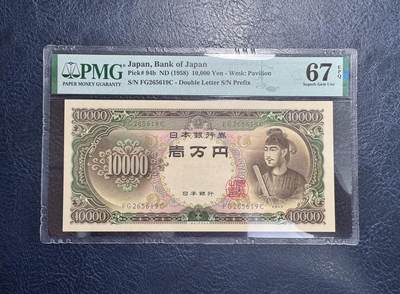 PMG
PAPER MONEY GUARANTY
Japan, Bank of Japan
Pick# 94b ND (1958) 10,000 Yen - Wmk: Pavilion
S/N FG265619C - Double Letter S/N Prefix
67 EPQ
Superb Gem Unc
10000 FG265619C 10000
日本銀行券
10000 壱万円
日本銀行
10000 FG265619C 10000